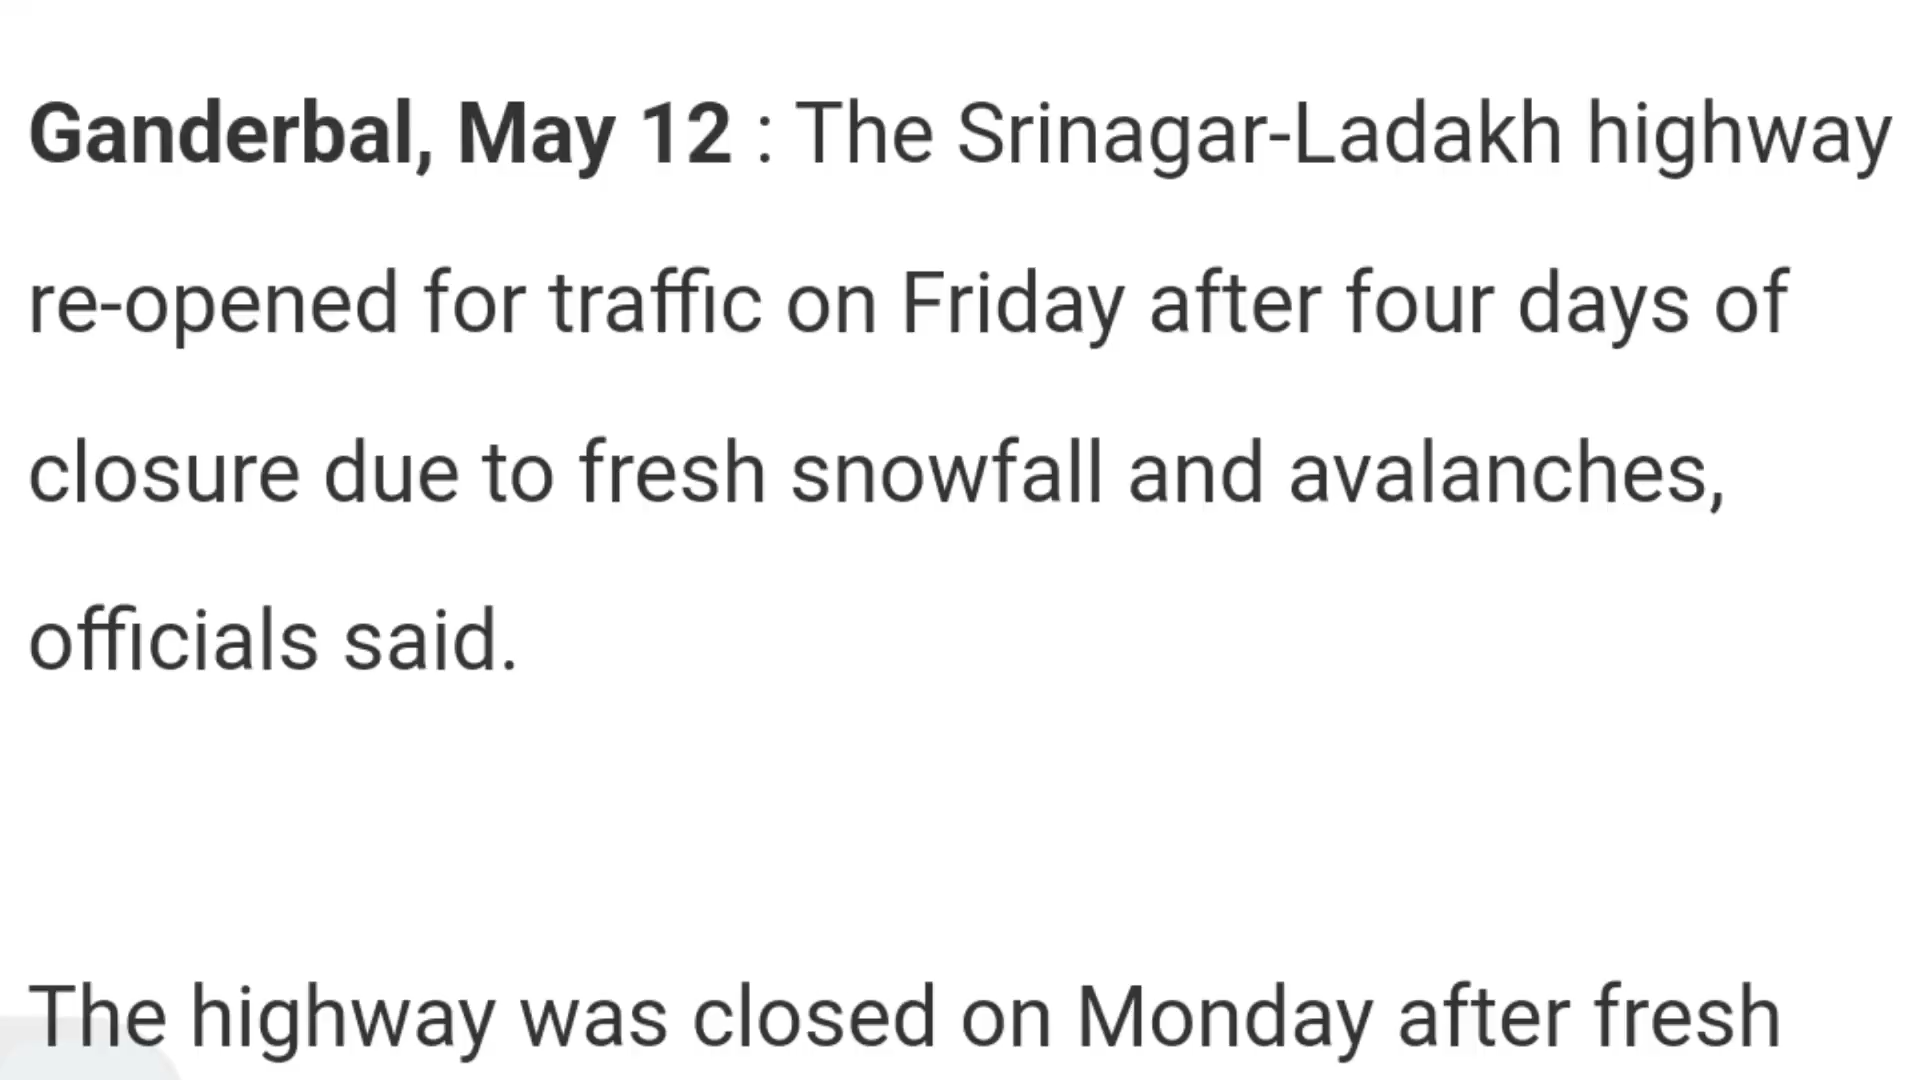 Ganderbal, May 12 : The Srinagar-Ladakh highway
re-opened for traffic on Friday after four days of
closure due to fresh snowfall and avalanches,
officials said.
The highway was closed on Monday after fresh